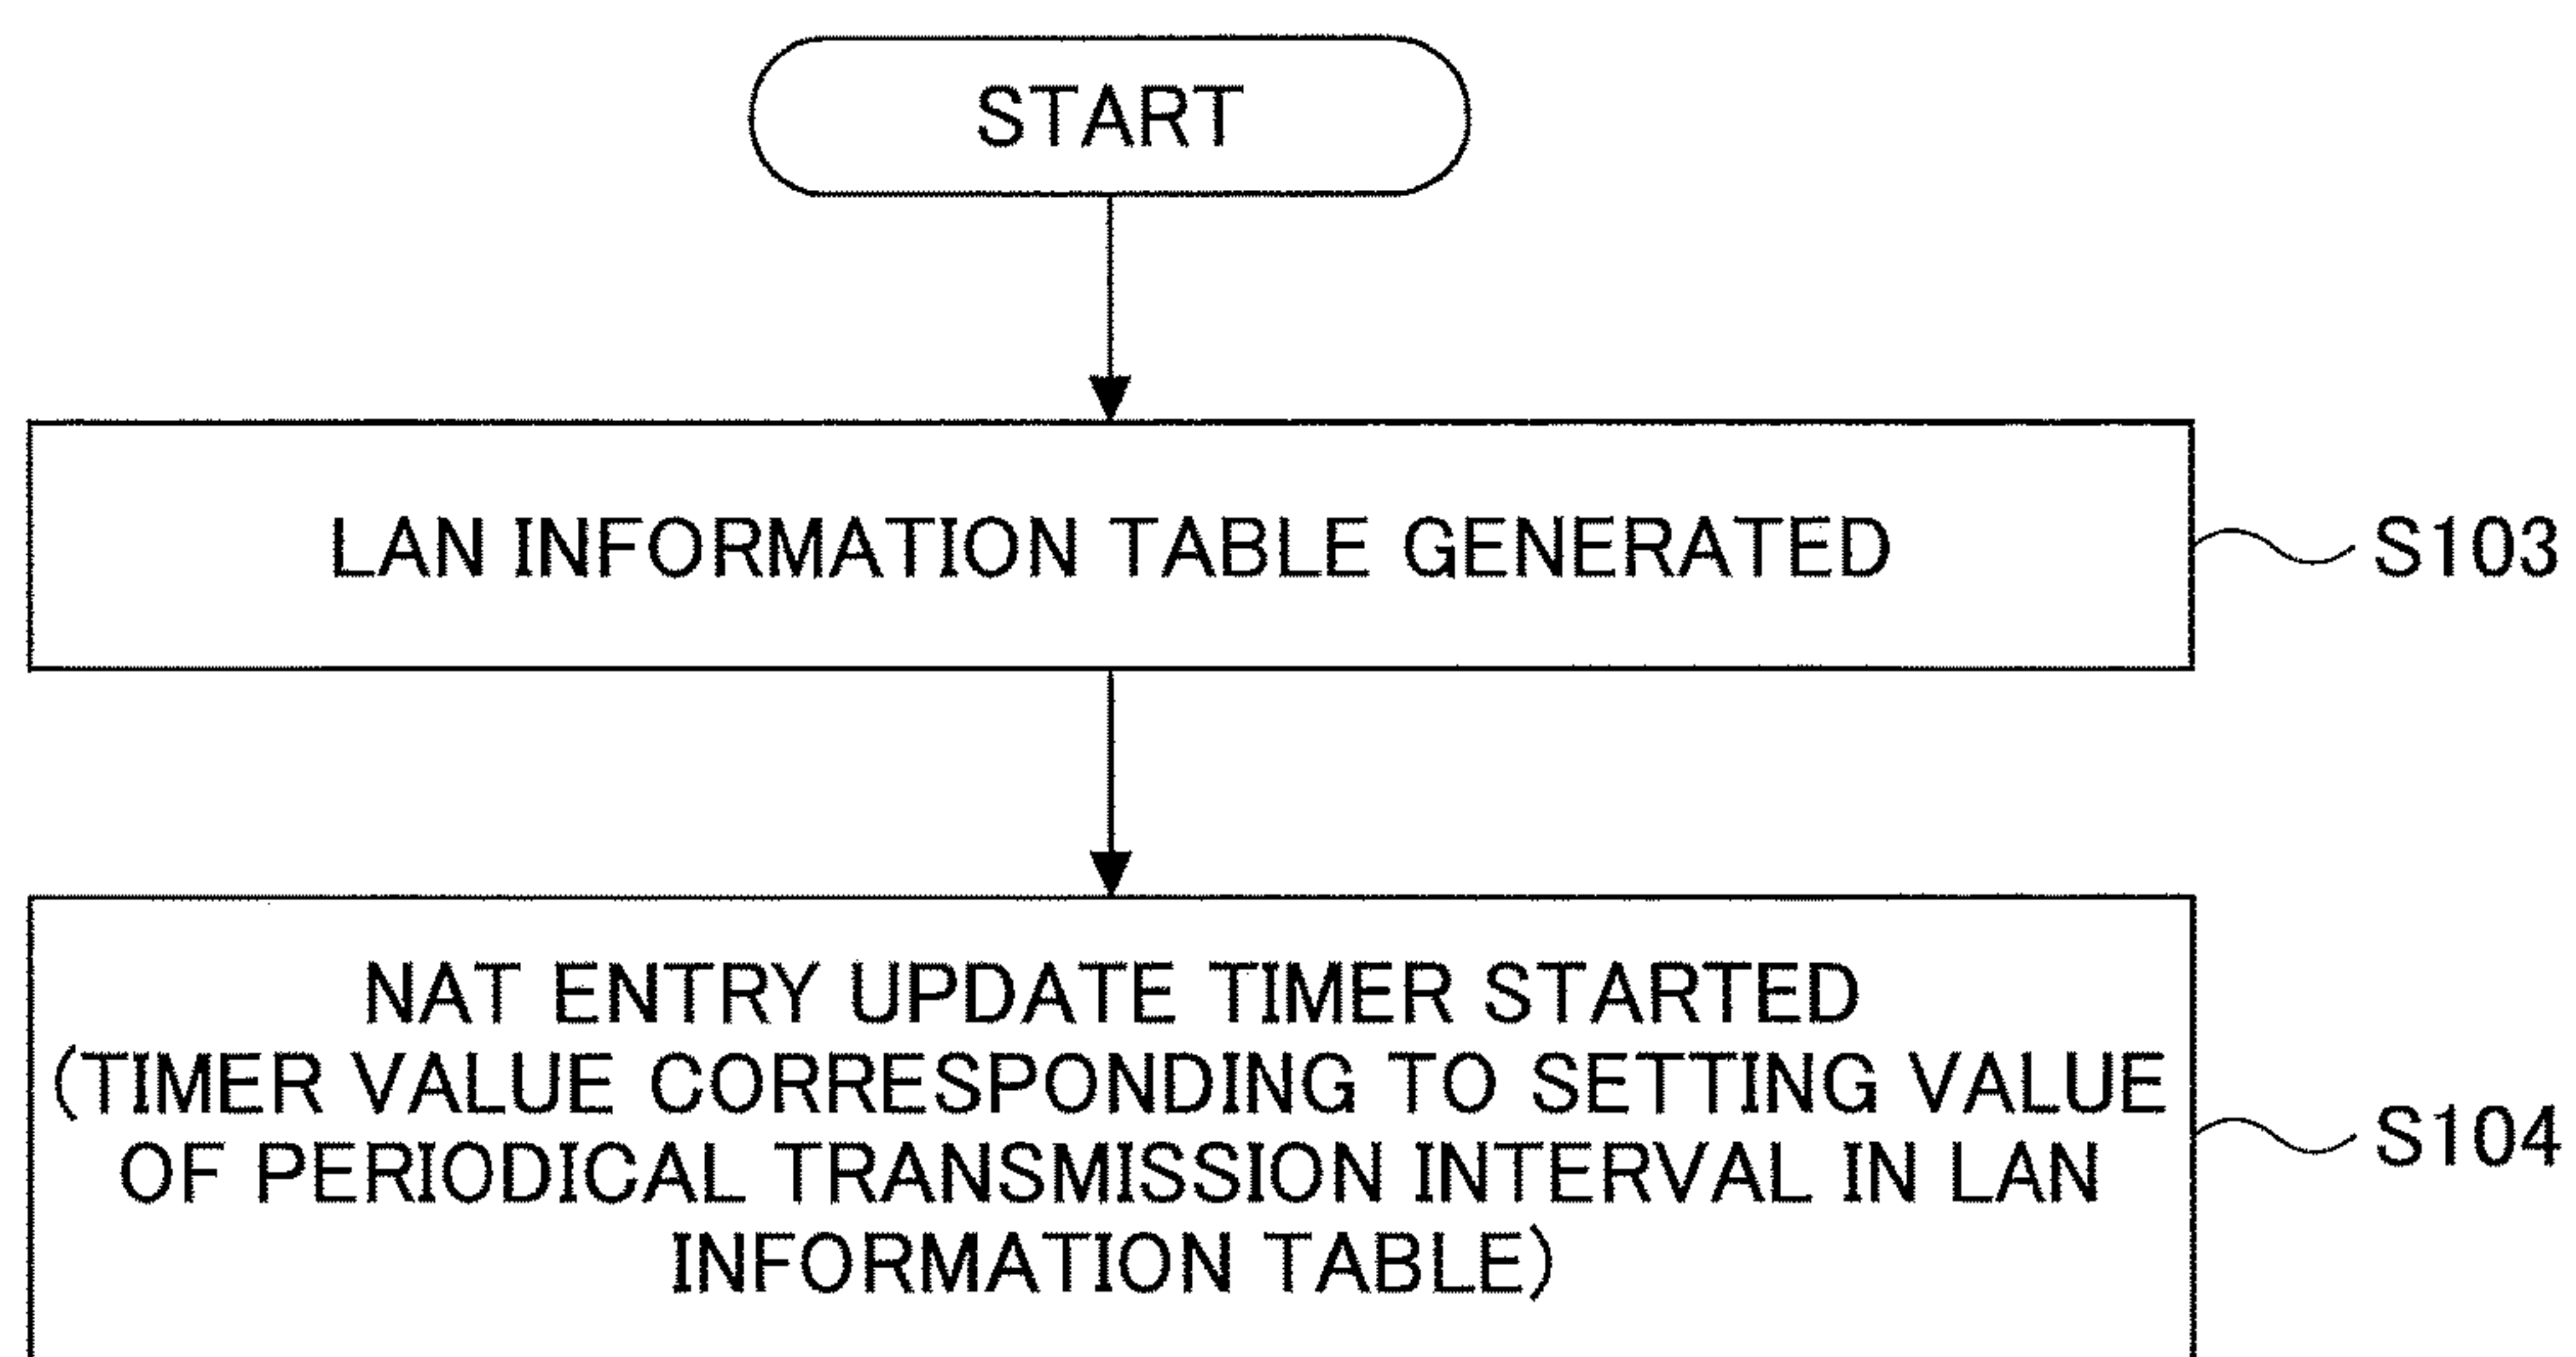 START
LAN INFORMATION TABLE GENERATED
S103
NAT ENTRY UPDATE TIMER STARTED
(TIMER VALUE CORRESPONDING TO SETTING VALUE
OF PERIODICAL TRANSMISSION INTERVAL IN LAN
INFORMATION TABLE)
S104